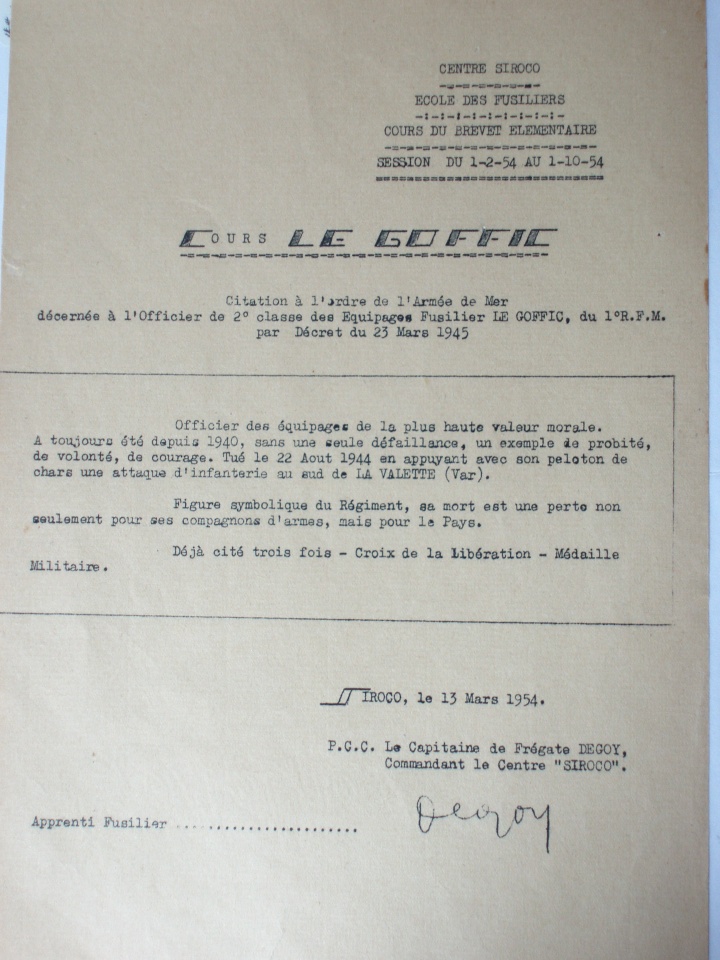 CENTRE SIROCO
ECOLE DES FUSILIERS
COURS DU BREVET ELEMENTAIRE
SESSION DU 1-2-54 AU 1-10-54
COURS LE GOFFIC
Citation à l'ordre de l'Armée de Mer
décernée à l'Officier de 2° classe des Equipages Fusilier LE GOFFIC, du 1°R.F.M.
par Décret du 23 Mars 1945
Officier des équipages de la plus haute valeur morale.
A toujours été depuis 1940, sans une seule défaillance, un exemple de probité,
de volonté, de courage. Tué le 22 Aout 1944 en appuyant avec son peloton de
chars une attaque d'infanterie au sud de LA VALETTE (Var).
Figure symbolique du Régiment, sa mort est une perte non
seulement pour ses compagnons d'armes, mais pour le Pays.
Déjà cité trois fois - Croix de la Libération - Médaille
Militaire.
SIROCO, le 13 Mars 1954.
P.C.C. Le Capitaine de Frégate DEGOY,
Commandant le Centre "SIROCO".
Degoy
Apprenti Fusilier ......................